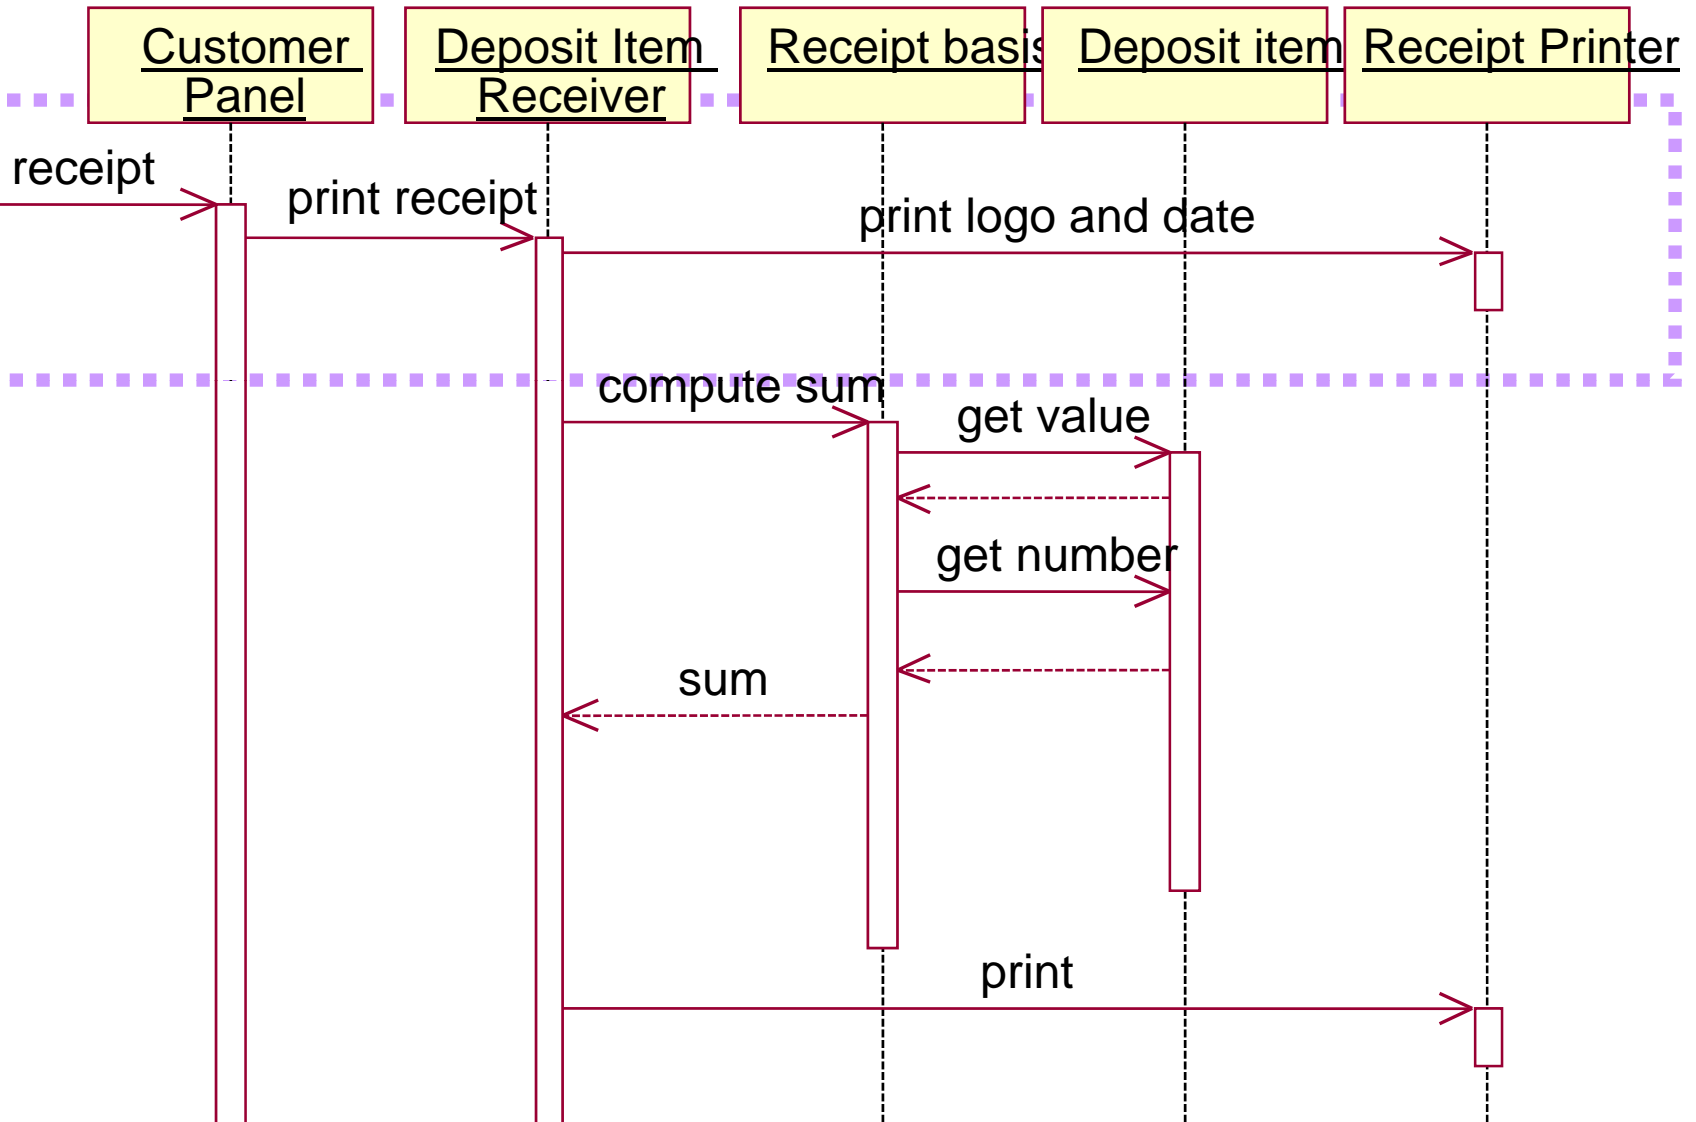 Customer
Panel
Deposit Item
Receiver
Receipt basis
Deposit item
Receipt Printer
receipt
print receipt
print logo and date
compute sum
get value
get number
sum
print